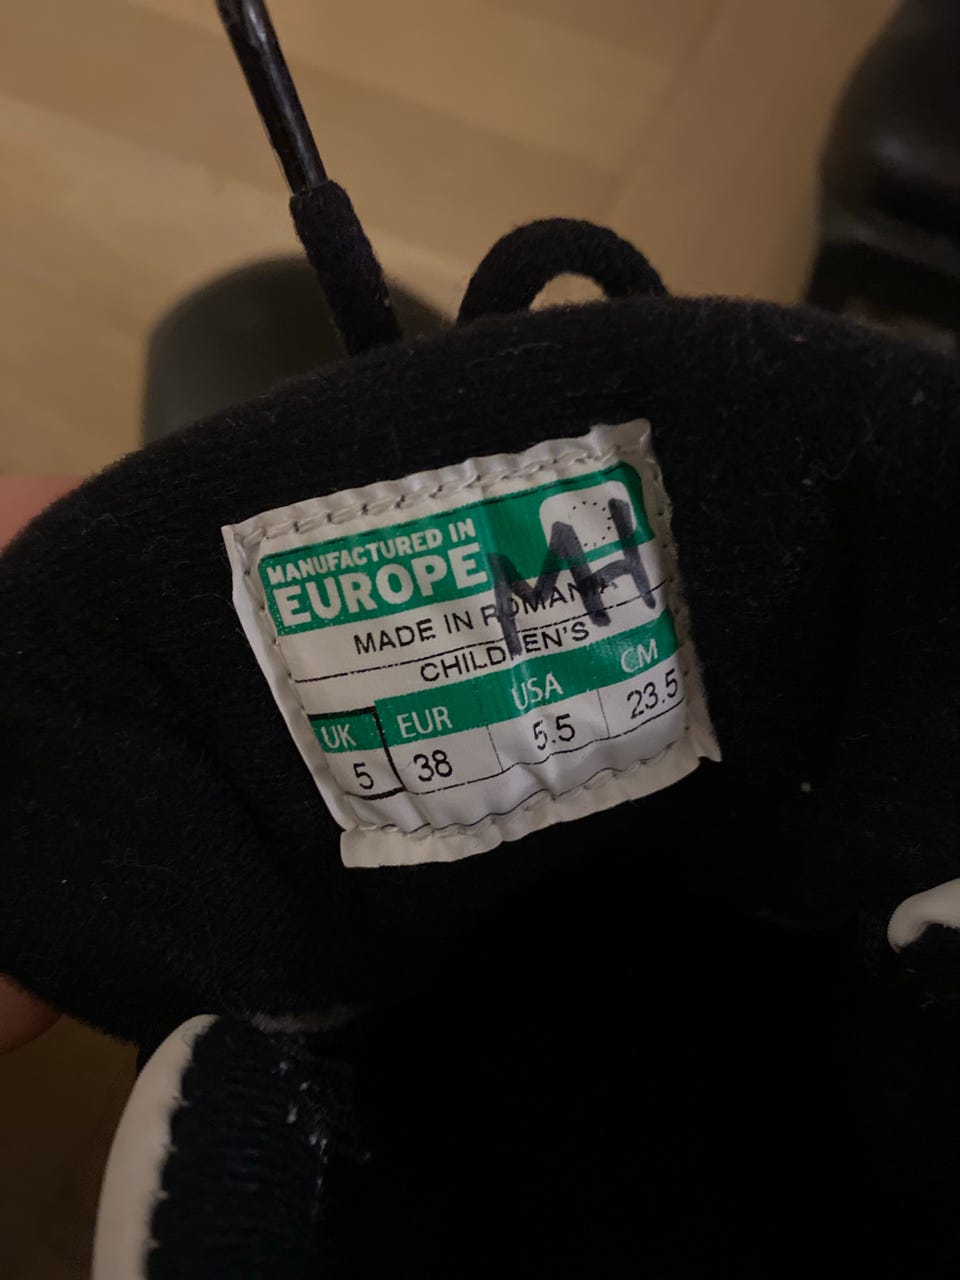 MANUFACTURED IN
EUROPE
MH
MADE IN ROMANIA
CHILDREN'S
UK EUR USA CM
5 38 5.5 23.5